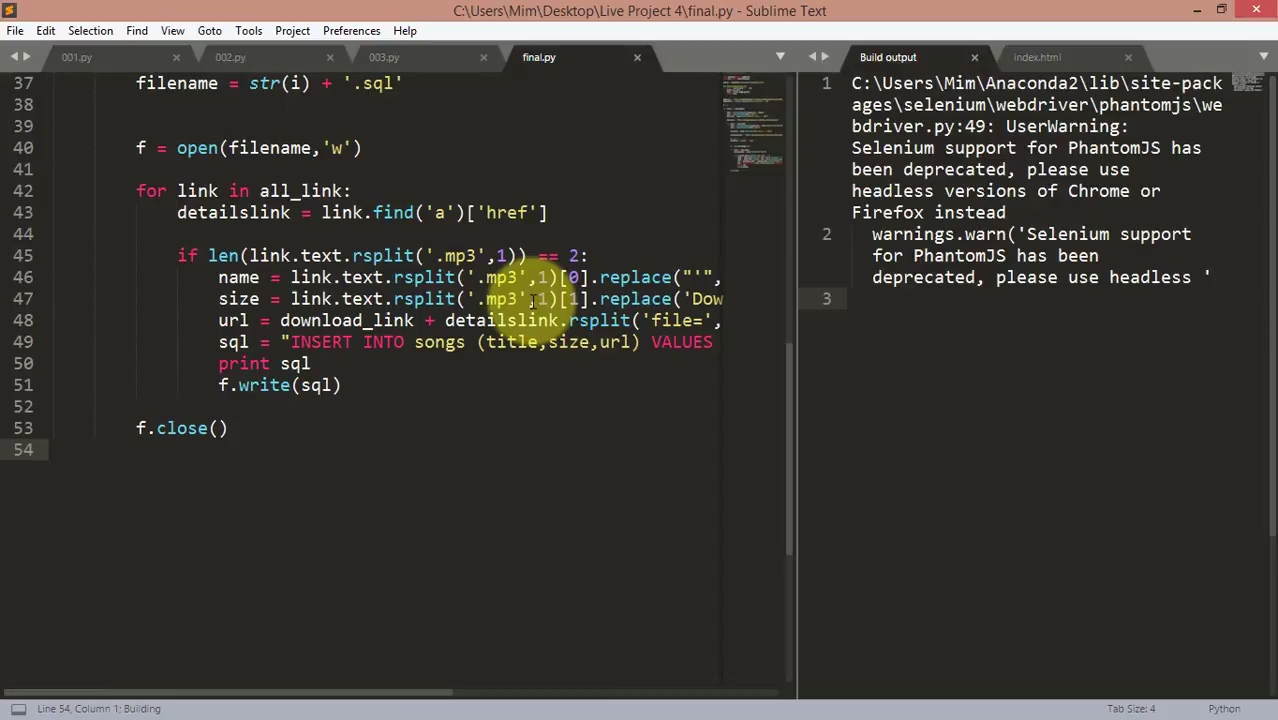 C:\Users\Mim\Desktop\Live Project 4\final.py - Sublime Text
File Edit Selection Find View Goto Tools Project Preferences Help
001.py 002.py 003.py final.py Build output index.html
37 filename = str(i) + '.sql'
38
39
40 f = open(filename,'w')
41
42 for link in all_link:
43 detailslink = link.find('a')['href']
44
45 if len(link.text.rsplit('.mp3',1)) == 2:
46 name = link.text.rsplit('.mp3',1)[0].replace("'",
47 size = link.text.rsplit('.mp3',1)[1].replace('Dow
48 url = download_link + detailslink.rsplit('file=',
49 sql = "INSERT INTO songs (title,size,url) VALUES
50 print sql
51 f.write(sql)
52
53 f.close()
54
1 C:\Users\Mim\Anaconda2\lib\site-pack
ages\selenium\webdriver\phantomjs\we
bdriver.py:49: UserWarning:
Selenium support for PhantomJS has
been deprecated, please use
headless versions of Chrome or
Firefox instead
2 warnings.warn('Selenium support
for PhantomJS has been
deprecated, please use headless '
3
Line 54, Column 1; Building
Tab Size: 4 Python